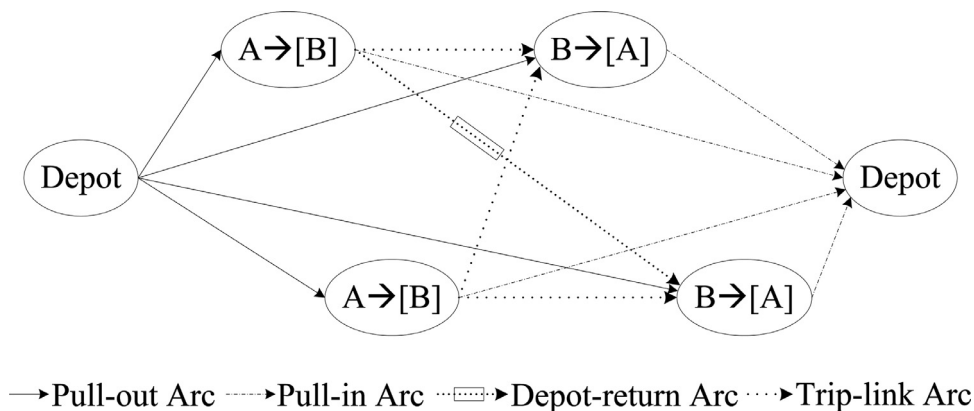 A→[B]
B→[A]
Depot
Depot
A→[B]
B→[A]
Pull-out Arc
Pull-in Arc
Depot-return Arc
Trip-link Arc